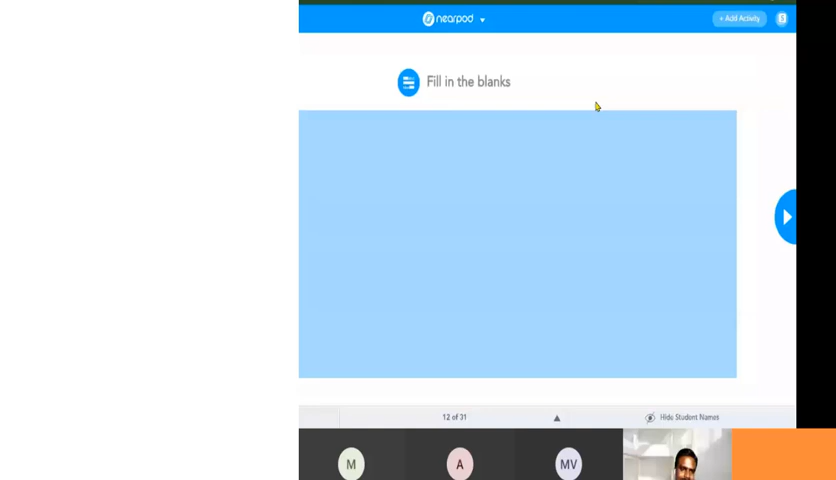 nearpod
+ Add Activity
Fill in the blanks
12 of 31
Hide Student Names
M
A
MV